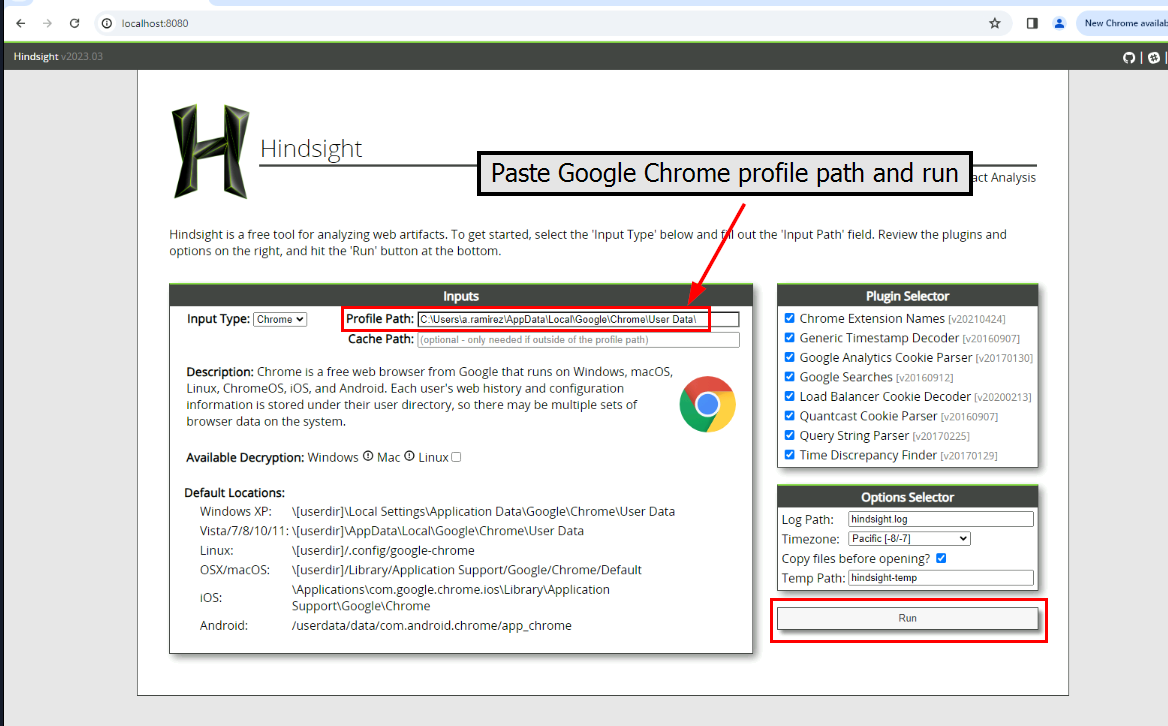 localhost:8080
New Chrome availab
Hindsight v2023.03
Hindsight
Paste Google Chrome profile path and run
act Analysis
Hindsight is a free tool for analyzing web artifacts. To get started, select the 'Input Type' below and fill out the 'Input Path' field. Review the plugins and
options on the right, and hit the 'Run' button at the bottom.
Inputs
Input Type: Chrome
Profile Path: C:\Users\a.ramirez\AppData\Local\Google\Chrome\User Data\
Cache Path: (optional - only needed if outside of the profile path)
Description: Chrome is a free web browser from Google that runs on Windows, macOS,
Linux, ChromeOS, iOS, and Android. Each user's web history and configuration
information is stored under their user directory, so there may be multiple sets of
browser data on the system.
Available Decryption: Windows Mac Linux
Default Locations:
Windows XP: \[userdir]\Local Settings\Application Data\Google\Chrome\User Data
Vista/7/8/10/11: \[userdir]\AppData\Local\Google\Chrome\User Data
Linux: \[userdir]/.config/google-chrome
OSX/macOS: \[userdir]/Library/Application Support/Google/Chrome/Default
iOS: \Applications\com.google.chrome.ios\Library\Application
Support\Google\Chrome
Android: /userdata/data/com.android.chrome/app_chrome
Plugin Selector
Chrome Extension Names [v20210424]
Generic Timestamp Decoder [v20160907]
Google Analytics Cookie Parser [v20170130]
Google Searches [v20160912]
Load Balancer Cookie Decoder [v20200213]
Quantcast Cookie Parser [v20160907]
Query String Parser [v20170225]
Time Discrepancy Finder [v20170129]
Options Selector
Log Path: hindsight.log
Timezone: Pacific [-8/-7]
Copy files before opening?
Temp Path: hindsight-temp
Run